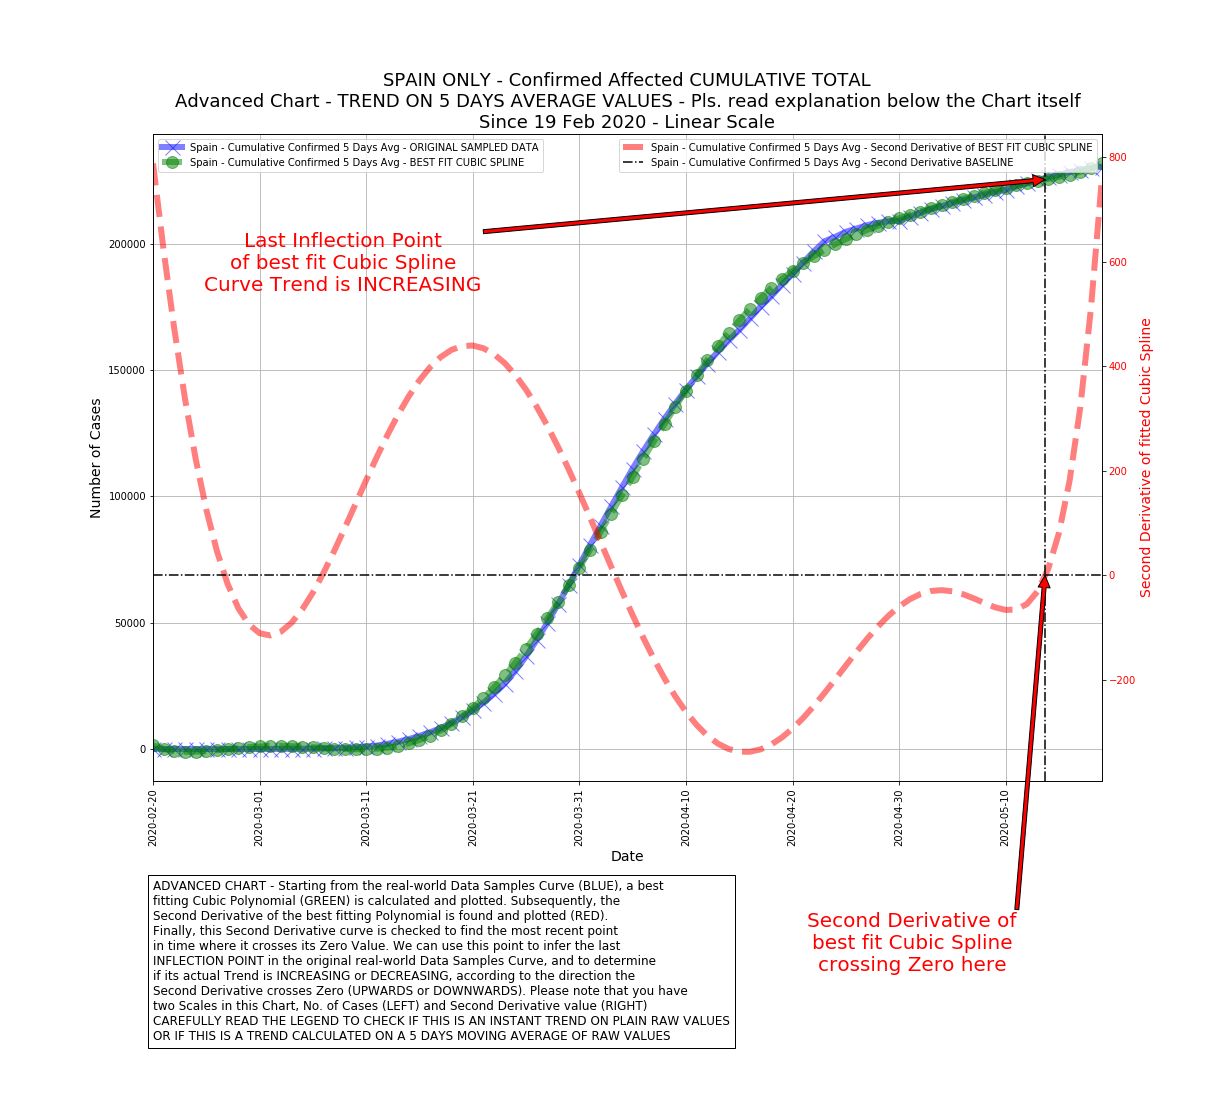 SPAIN ONLY - Confirmed Affected CUMULATIVE TOTAL
Advanced Chart - TREND ON 5 DAYS AVERAGE VALUES - Pls. read explanation below the Chart itself
Since 19 Feb 2020 - Linear Scale
Spain - Cumulative Confirmed 5 Days Avg - ORIGINAL SAMPLED DATA
Spain - Cumulative Confirmed 5 Days Avg - BEST FIT CUBIC SPLINE
Spain - Cumulative Confirmed 5 Days Avg - Second Derivative of BEST FIT CUBIC SPLINE
Spain - Cumulative Confirmed 5 Days Avg - Second Derivative BASELINE
Last Inflection Point
of best fit Cubic Spline
Curve Trend is INCREASING
Number of Cases
200000
150000
100000
50000
0
800
600
400
200
0
−200
Second Derivative of fitted Cubic Spline
2020-02-20
2020-03-01
2020-03-11
2020-03-21
2020-03-31
2020-04-10
2020-04-20
2020-04-30
2020-05-10
Date
ADVANCED CHART - Starting from the real-world Data Samples Curve (BLUE), a best
fitting Cubic Polynomial (GREEN) is calculated and plotted. Subsequently, the
Second Derivative of the best fitting Polynomial is found and plotted (RED).
Finally, this Second Derivative curve is checked to find the most recent point
in time where it crosses its Zero Value. We can use this point to infer the last
INFLECTION POINT in the original real-world Data Samples Curve, and to determine
if its actual Trend is INCREASING or DECREASING, according to the direction the
Second Derivative crosses Zero (UPWARDS or DOWNWARDS). Please note that you have
two Scales in this Chart, No. of Cases (LEFT) and Second Derivative value (RIGHT)
CAREFULLY READ THE LEGEND TO CHECK IF THIS IS AN INSTANT TREND ON PLAIN RAW VALUES
OR IF THIS IS A TREND CALCULATED ON A 5 DAYS MOVING AVERAGE OF RAW VALUES
Second Derivative of
best fit Cubic Spline
crossing Zero here